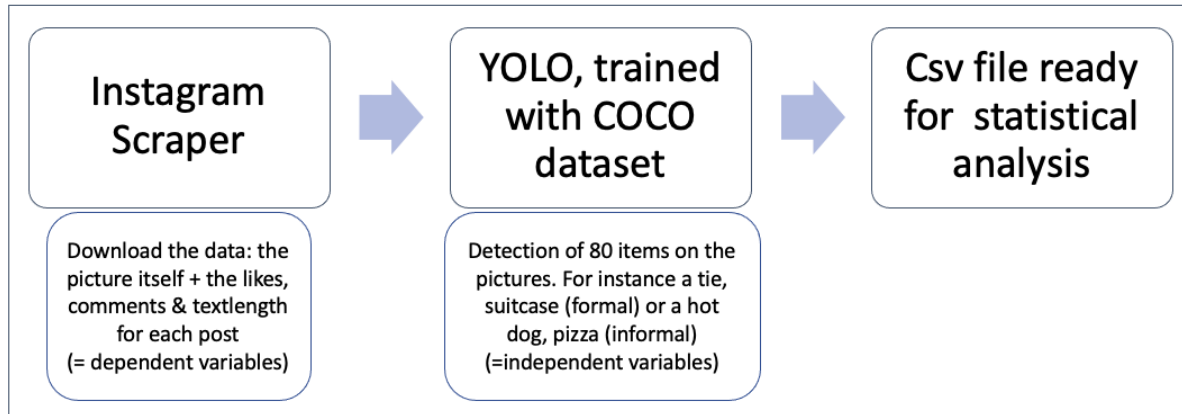 Instagram
Scraper
Download the data: the
picture itself + the likes,
comments & textlength
for each post
(= dependent variables)
YOLO, trained
with COCO
dataset
Detection of 80 items on the
pictures. For instance a tie,
suitcase (formal) or a hot
dog, pizza (informal)
(=independent variables)
Csv file ready
for statistical
analysis